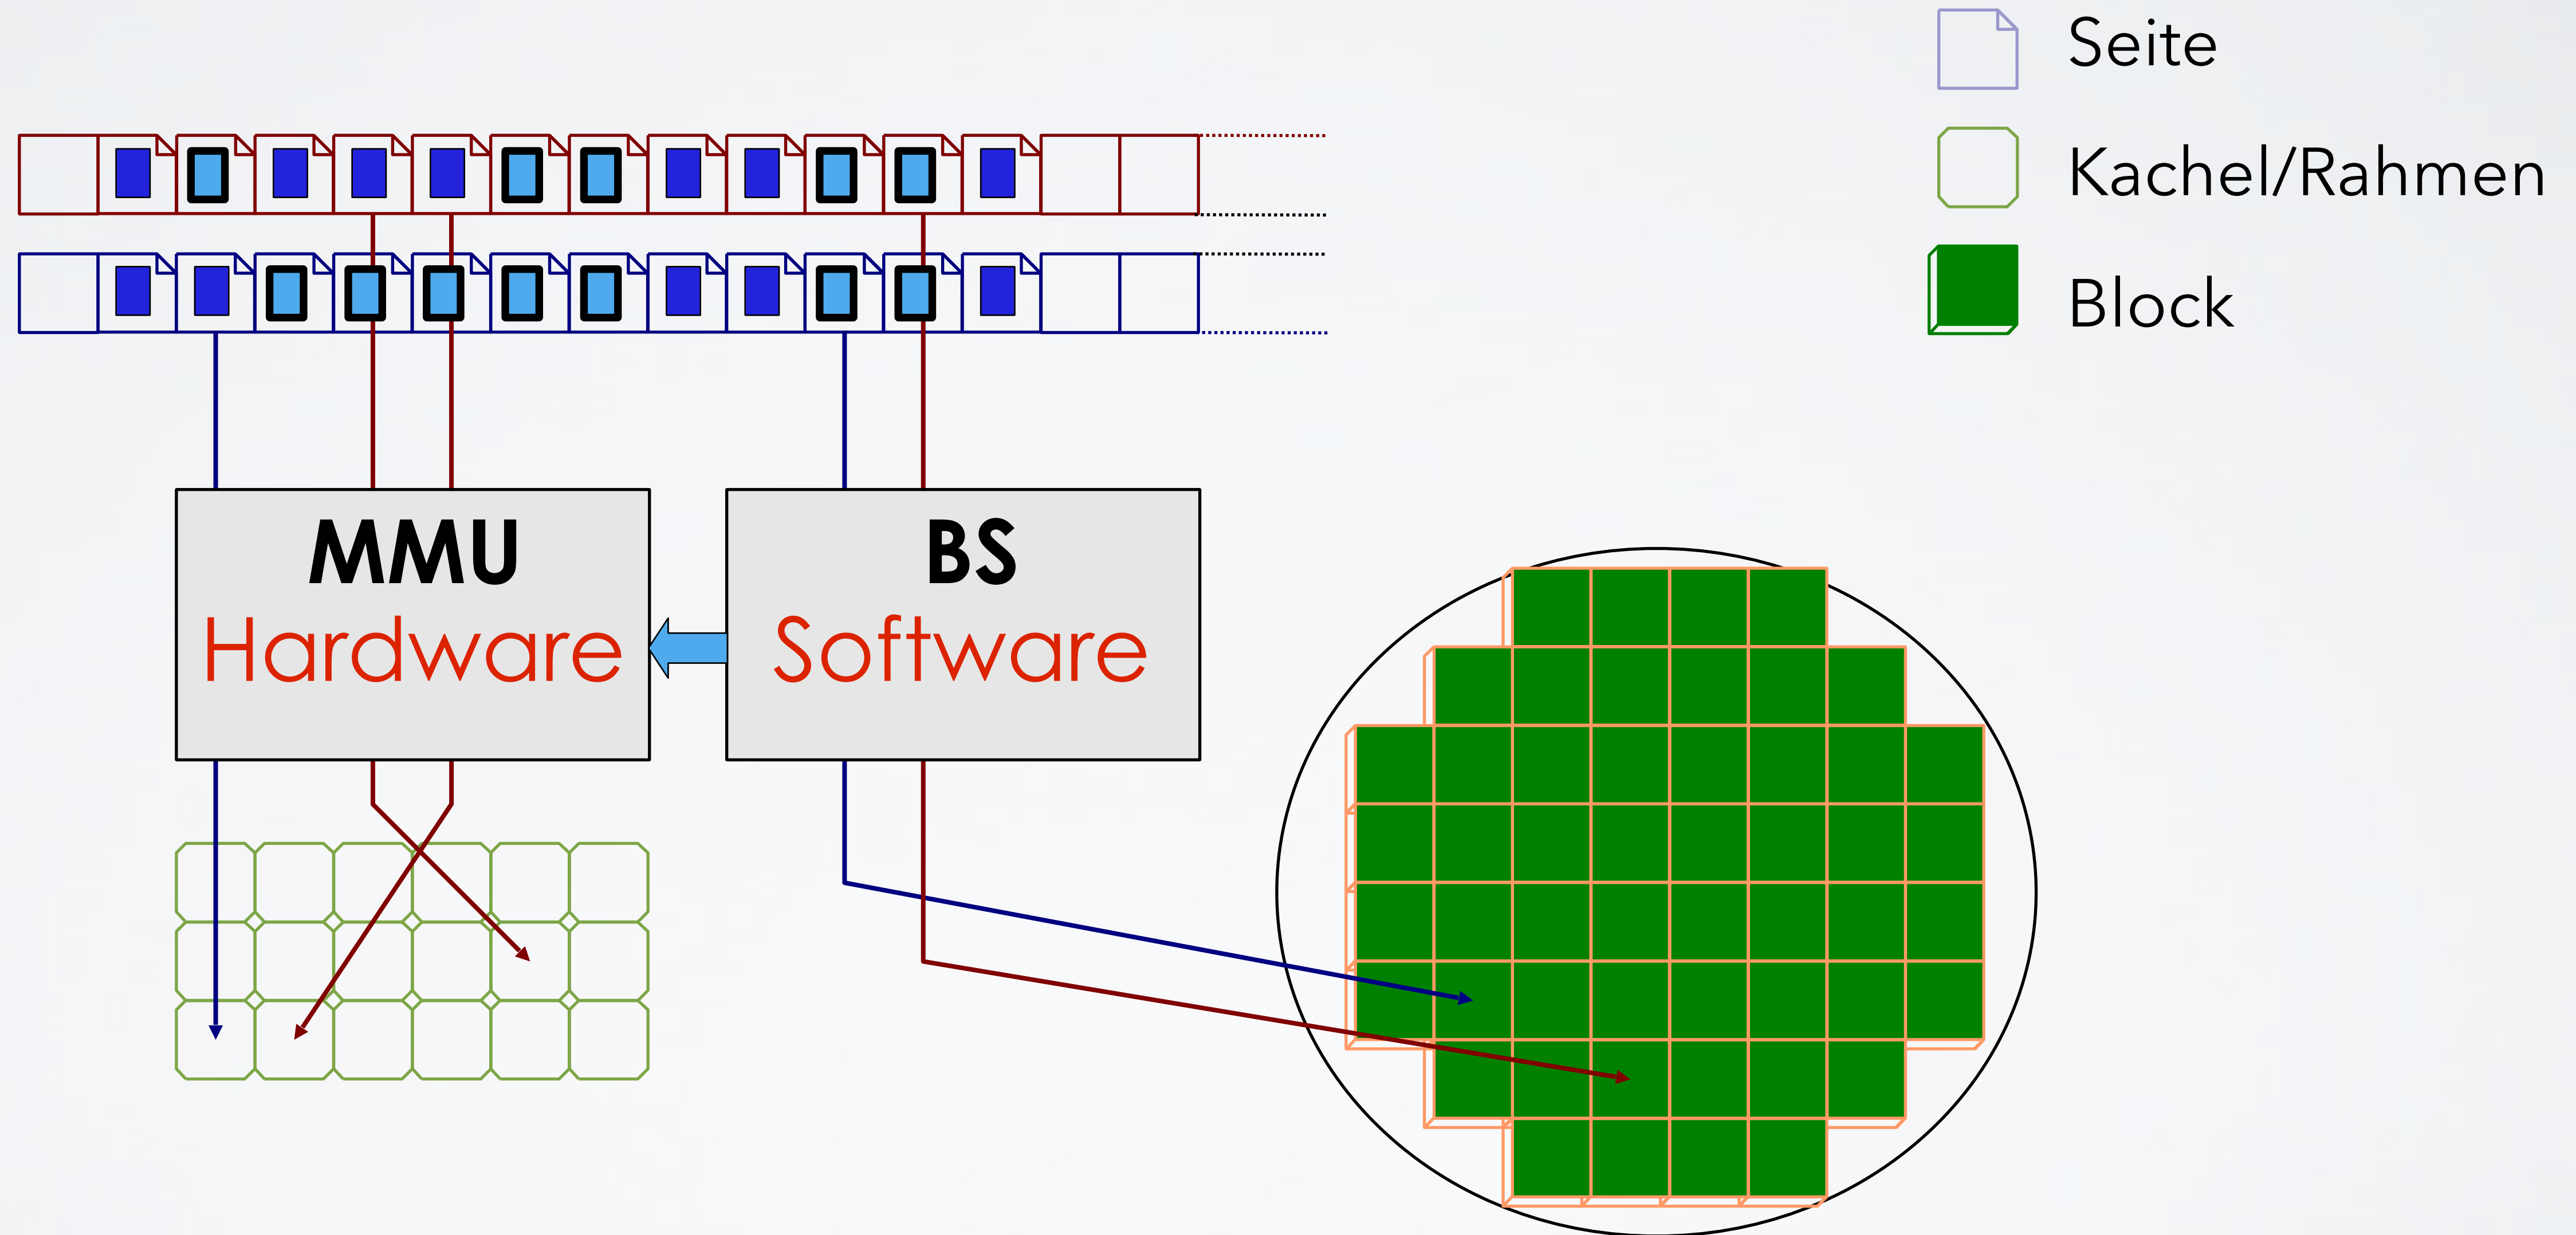 Seite
Kachel/Rahmen
Block
MMU
Hardware
BS
Software